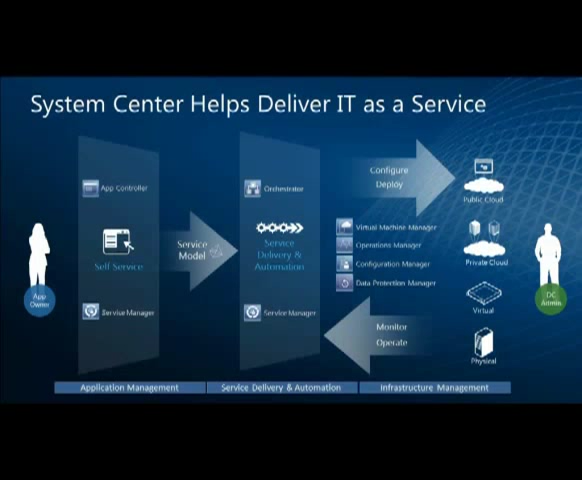 System Center Helps Deliver IT as a Service
App Controller
Self Service
Service Manager
App
Owner
Service
Model
Orchestrator
Service
Delivery &
Automation
Service Manager
Configure
Deploy
Virtual Machine Manager
Operations Manager
Configuration Manager
Data Protection Manager
Monitor
Operate
Public Cloud
Private Cloud
Virtual
Physical
DC
Admin
Application Management
Service Delivery & Automation
Infrastructure Management